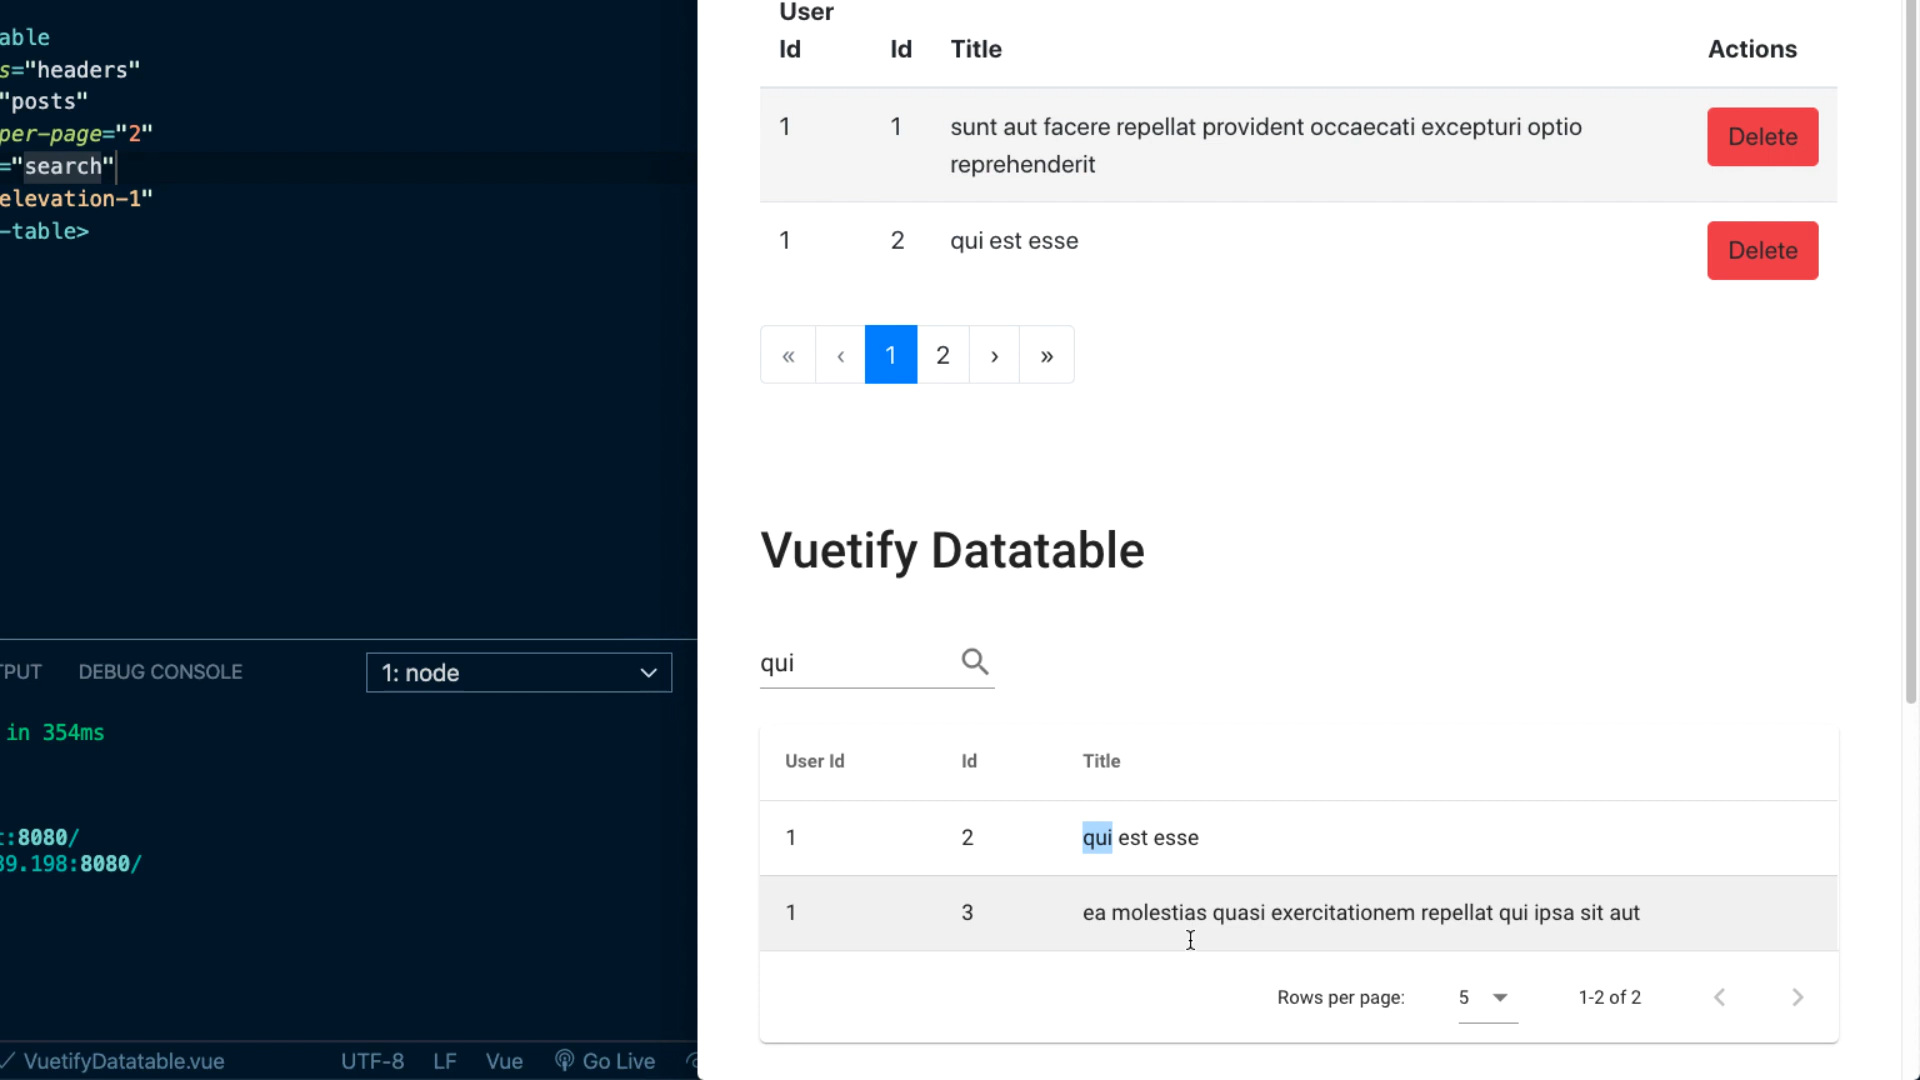 able
s="headers"
"posts"
per-page="2"
="search"
elevation-1"
-table>
TPUT DEBUG CONSOLE 1: node
in 354ms
t:8080/
39.198:8080/
✓ VuetifyDatatable.vue UTF-8 LF Vue Go Live
User
Id Id Title Actions
1 1 sunt aut facere repellat provident occaecati excepturi optio
reprehenderit Delete
1 2 qui est esse Delete
« ‹ 1 2 › »
Vuetify Datatable
qui
User Id Id Title
1 2 qui est esse
1 3 ea molestias quasi exercitationem repellat qui ipsa sit aut
Rows per page: 5 1-2 of 2